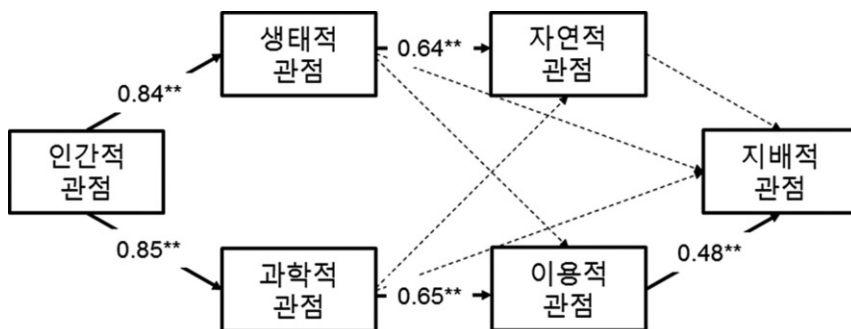 생태적
관점
0.64**
자연적
관점
0.84**
인간적
관점
지배적
관점
0.85**
과학적
관점
0.65**
이용적
관점
0.48**